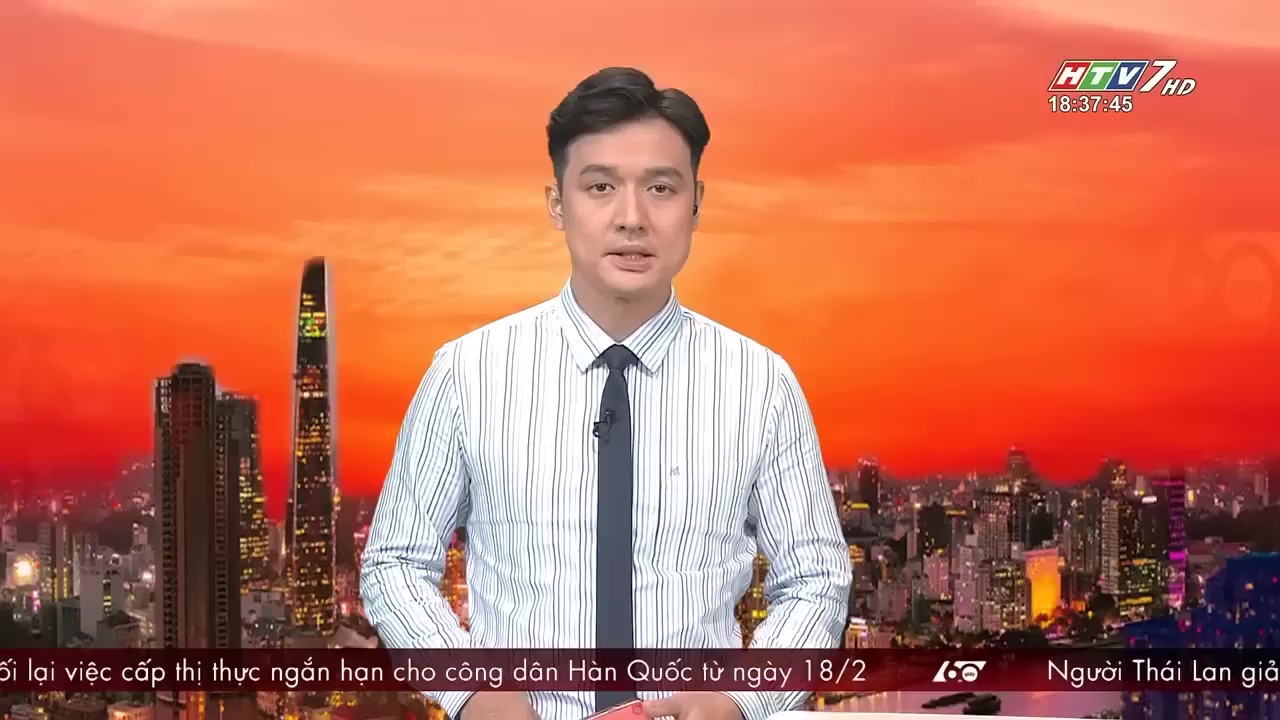 HTV7 HD
18:37:45
ối lại việc cấp thị thực ngắn hạn cho công dân Hàn Quốc từ ngày 18/2 60 Người Thái Lan giả